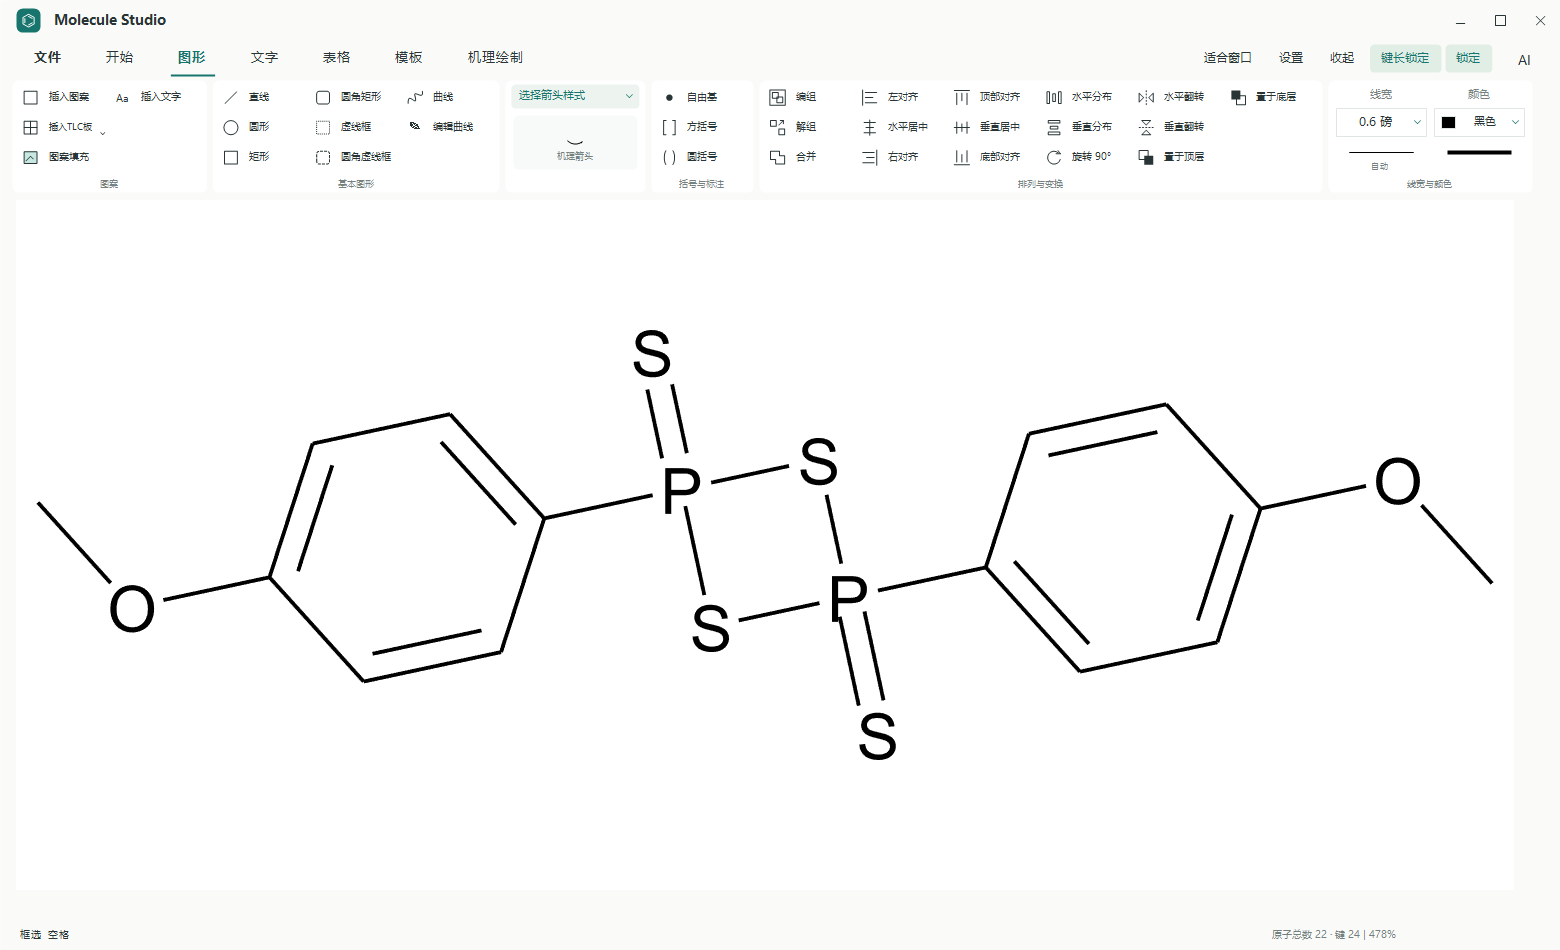 Molecule Studio
文件 开始 图形 文字 表格 模板 机理绘制 适合窗口 设置 收起 键长锁定 锁定 AI
插入图案 Aa 插入文字 直线 圆角矩形 曲线 选择箭头样式 自由基 编组 左对齐 顶部对齐 水平分布 水平翻转 置于底层 线宽 颜色
插入TLC板 圆形 虚线框 编辑曲线 方括号 解组 水平居中 垂直居中 垂直分布 垂直翻转 0.6 磅 黑色
图案填充 矩形 圆角虚线框 机理箭头 圆括号 合并 右对齐 底部对齐 旋转 90° 置于顶层 自动
图案 基本图形 括号与标注 排列与变换 线宽与颜色
S
P S O
O S P
S
框选 空格 原子总数 22 · 键 24 | 478%